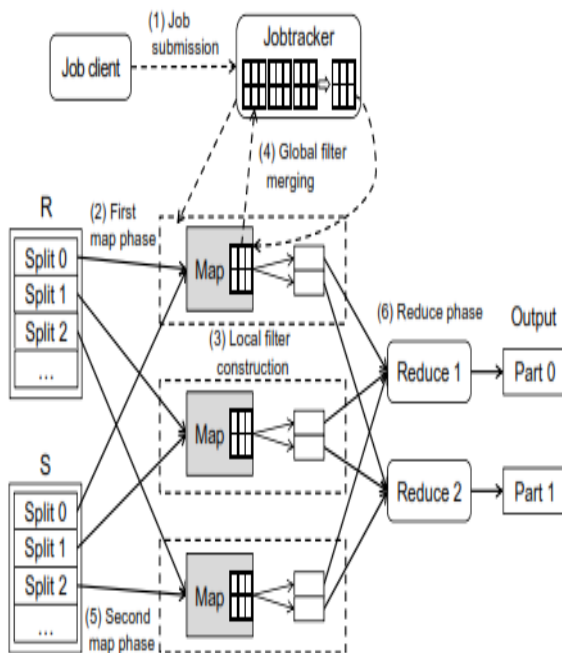 (1) Job
submission
Jobtracker
Job client
(4) Global filter
merging
R
(2) First
map phase
Split 0
Split 1
Split 2
...
Map
(3) Local filter
construction
(6) Reduce phase
Output
Reduce 1
Part 0
Map
S
Split 0
Split 1
Split 2
...
Reduce 2
Part 1
Map
(5) Second
map phase